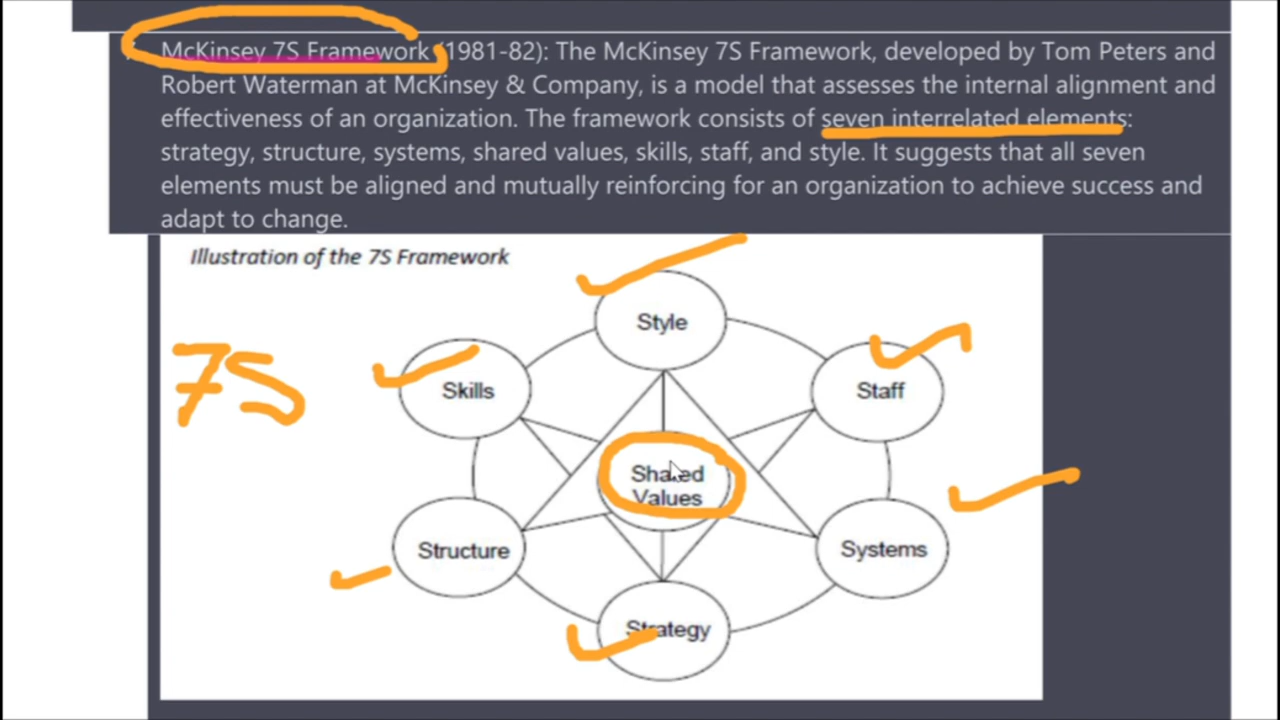 McKinsey 7S Framework (1981-82): The McKinsey 7S Framework, developed by Tom Peters and
Robert Waterman at McKinsey & Company, is a model that assesses the internal alignment and
effectiveness of an organization. The framework consists of seven interrelated elements:
strategy, structure, systems, shared values, skills, staff, and style. It suggests that all seven
elements must be aligned and mutually reinforcing for an organization to achieve success and
adapt to change.
Illustration of the 7S Framework
Style
7S
Skills
Staff
Shared
Values
Structure
Systems
Strategy